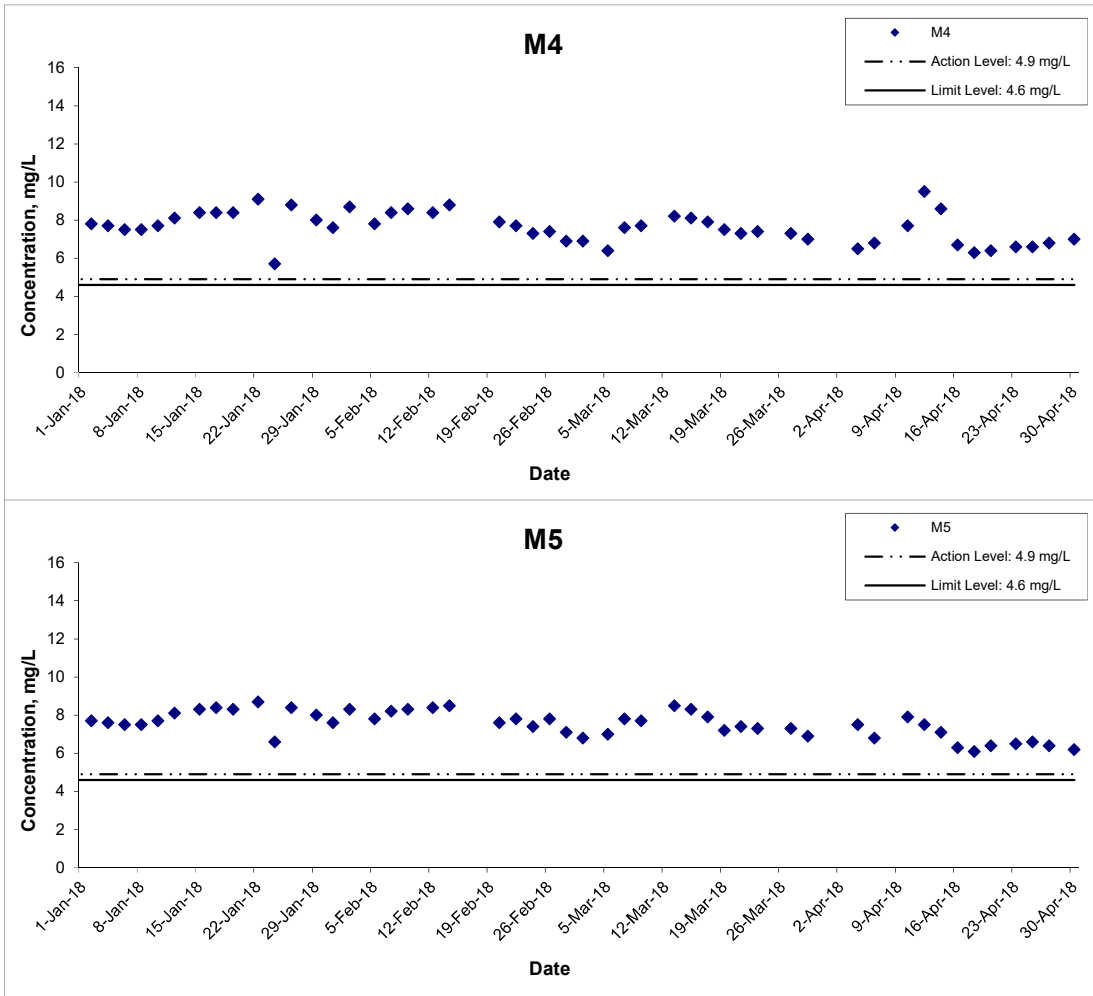 M4
M4
Action Level: 4.9 mg/L
Limit Level: 4.6 mg/L
Concentration, mg/L
16
14
12
10
8
6
4
2
0
1-Jan-18
8-Jan-18
15-Jan-18
22-Jan-18
29-Jan-18
5-Feb-18
12-Feb-18
19-Feb-18
26-Feb-18
5-Mar-18
12-Mar-18
19-Mar-18
26-Mar-18
2-Apr-18
9-Apr-18
16-Apr-18
23-Apr-18
30-Apr-18
Date
M5
M5
Action Level: 4.9 mg/L
Limit Level: 4.6 mg/L
Concentration, mg/L
16
14
12
10
8
6
4
2
0
1-Jan-18
8-Jan-18
15-Jan-18
22-Jan-18
29-Jan-18
5-Feb-18
12-Feb-18
19-Feb-18
26-Feb-18
5-Mar-18
12-Mar-18
19-Mar-18
26-Mar-18
2-Apr-18
9-Apr-18
16-Apr-18
23-Apr-18
30-Apr-18
Date